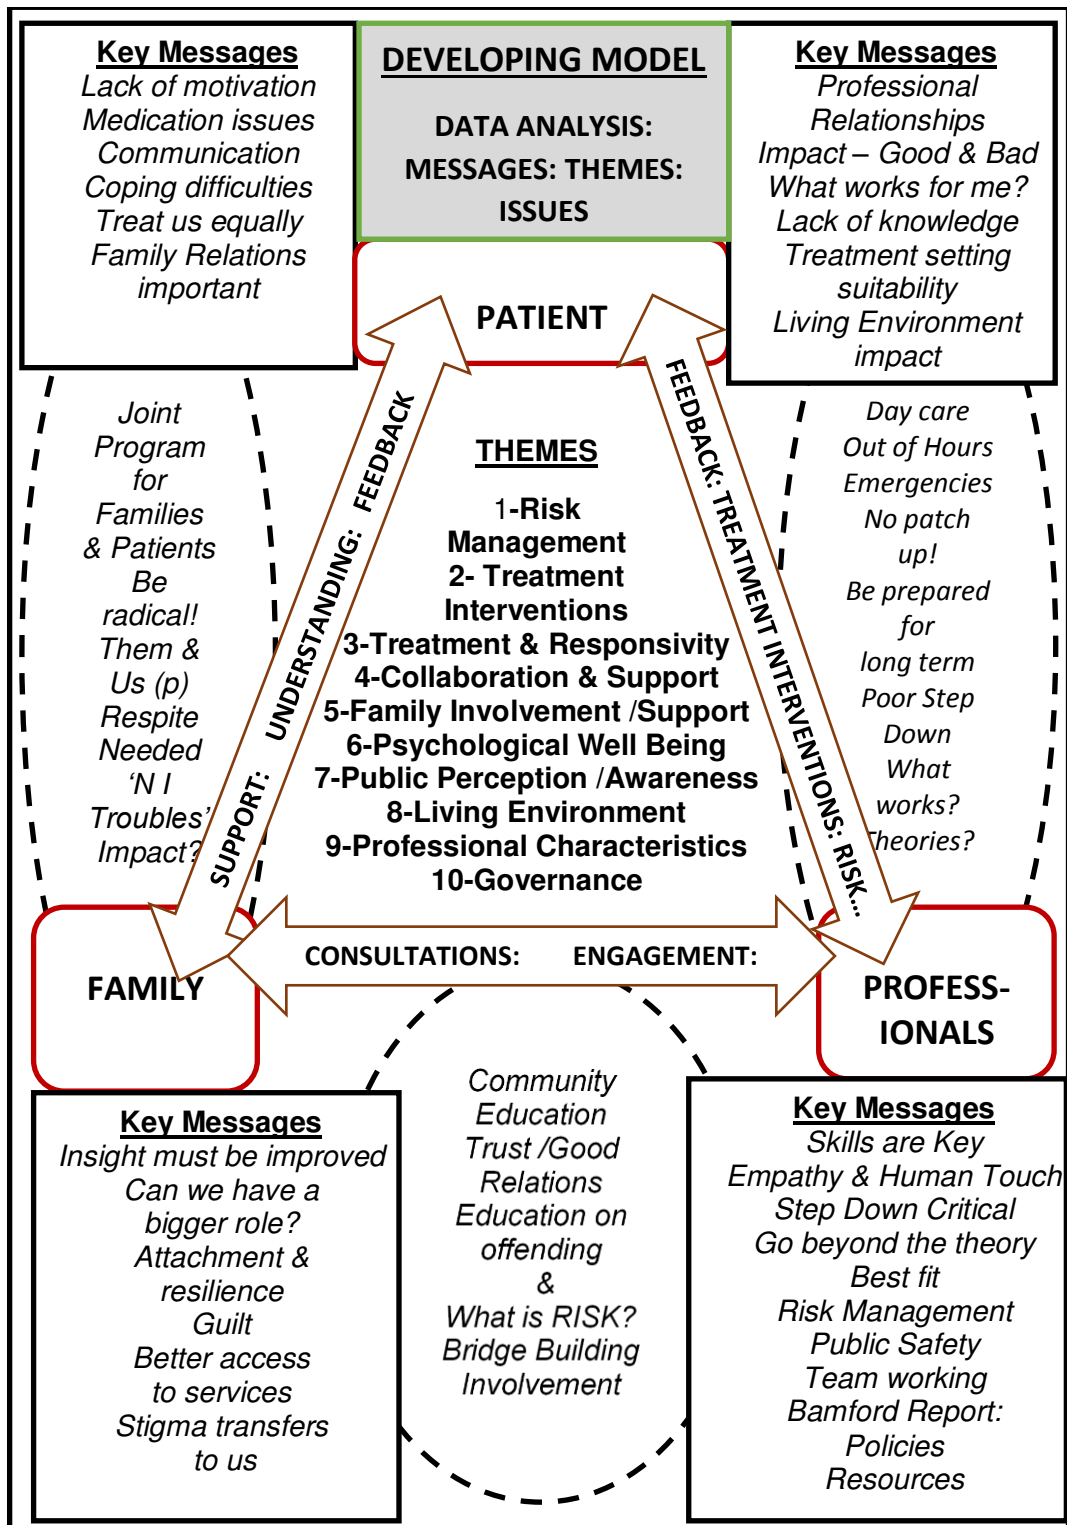 Key Messages
Lack of motivation
Medication issues
Communication
Coping difficulties
Treat us equally
Family Relations
important
DEVELOPING MODEL
DATA ANALYSIS:
MESSAGES: THEMES:
ISSUES
Key Messages
Professional
Relationships
Impact – Good & Bad
What works for me?
Lack of knowledge
Treatment setting
suitability
Living Environment
impact
PATIENT
Joint
Program
for
Families
& Patients
Be
radical!
Them &
Us (p)
Respite
Needed
‘N I
Troubles’
Impact?
SUPPORT: UNDERSTANDING: FEEDBACK
THEMES
1-Risk
Management
2- Treatment
Interventions
3-Treatment & Responsivity
4-Collaboration & Support
5-Family Involvement /Support
6-Psychological Well Being
7-Public Perception /Awareness
8-Living Environment
9-Professional Characteristics
10-Governance
FEEDBACK: TREATMENT INTERVENTIONS: RISK...
Day care
Out of Hours
Emergencies
No patch
up!
Be prepared
for
long term
Poor Step
Down
What
works?
Theories?
FAMILY
CONSULTATIONS: ENGAGEMENT:
PROFESS-
IONALS
Key Messages
Insight must be improved
Can we have a
bigger role?
Attachment &
resilience
Guilt
Better access
to services
Stigma transfers
to us
Community
Education
Trust /Good
Relations
Education on
offending
&
What is RISK?
Bridge Building
Involvement
Key Messages
Skills are Key
Empathy & Human Touch
Step Down Critical
Go beyond the theory
Best fit
Risk Management
Public Safety
Team working
Bamford Report:
Policies
Resources